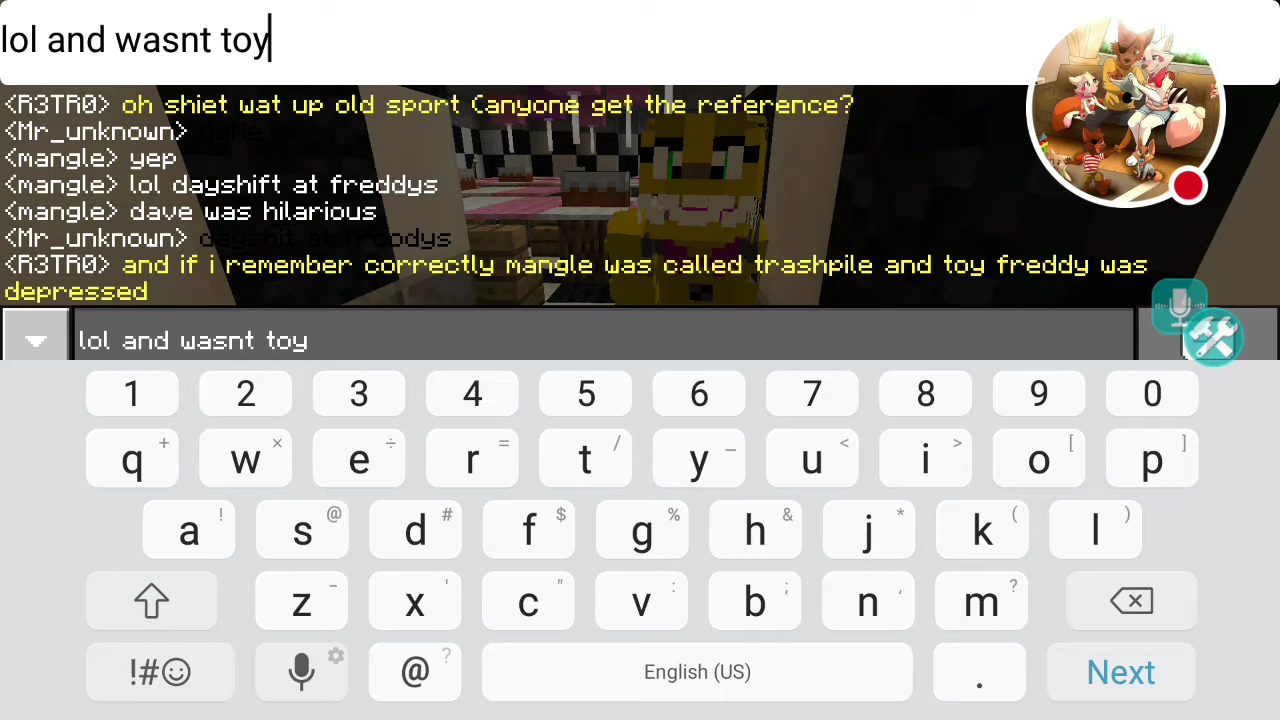 lol and wasnt toy
<R3TR0> oh shiet wat up old sport (anyone get the reference?
<Mr_unknown>
<mangle> yep
<mangle> lol dayshift at freddys
<mangle> dave was hilarious
<Mr_unknown> dayshit at froodys
<R3TR0> and if i remember correctly mangle was called trashpile and toy freddy was
depressed
lol and wasnt toy
1 2 3 4 5 6 7 8 9 0
q + w × e ÷ r = t / y _ u < i > o [ p ]
a ! s @ d # f $ g % h & j * k ( l )
z - x ' c " v : b ; n , m ?
!#☺ @ ? English (US) . Next